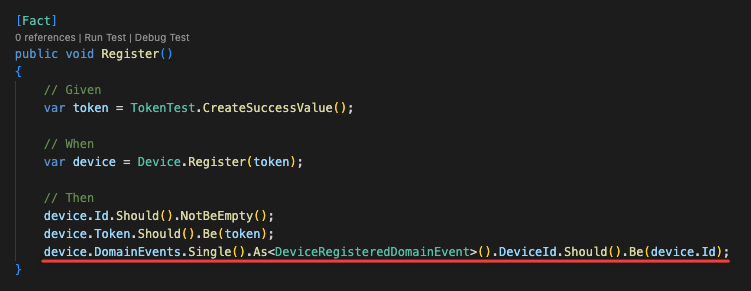 [Fact]
0 references | Run Test | Debug Test
public void Register()
{
// Given
var token = TokenTest.CreateSuccessValue();
// When
var device = Device.Register(token);
// Then
device.Id.Should().NotBeEmpty();
device.Token.Should().Be(token);
device.DomainEvents.Single().As<DeviceRegisteredDomainEvent>().DeviceId.Should().Be(device.Id);
}